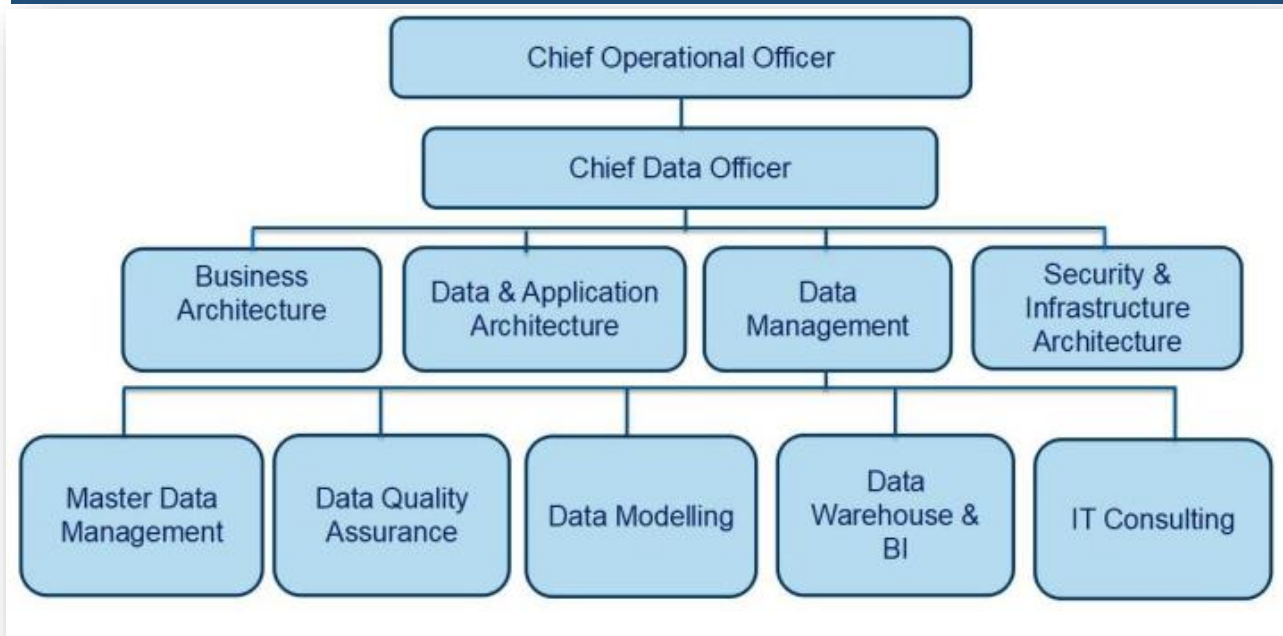 Chief Operational Officer
Chief Data Officer
Business
Architecture
Data & Application
Architecture
Data
Management
Security &
Infrastructure
Architecture
Master Data
Management
Data Quality
Assurance
Data Modelling
Data
Warehouse &
BI
IT Consulting